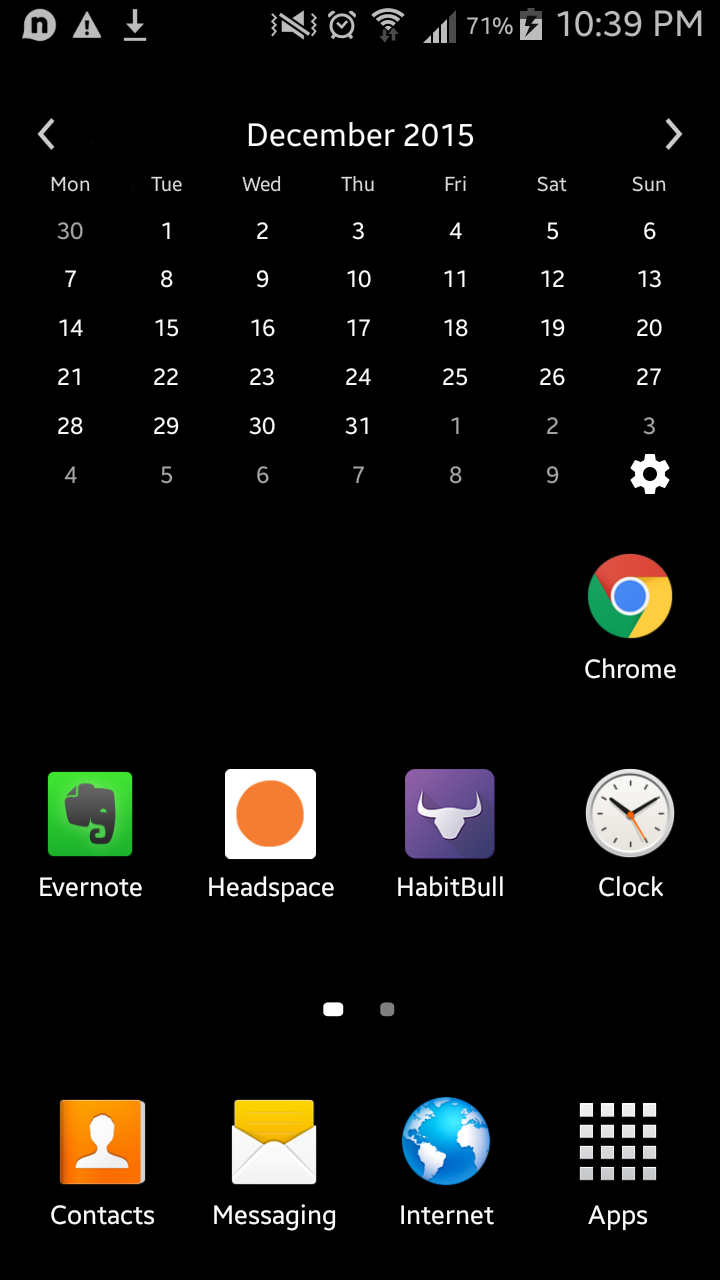 n 71% 10:39 PM
December 2015
Mon Tue Wed Thu Fri Sat Sun
30 1 2 3 4 5 6
7 8 9 10 11 12 13
14 15 16 17 18 19 20
21 22 23 24 25 26 27
28 29 30 31 1 2 3
4 5 6 7 8 9
Chrome
Evernote Headspace HabitBull Clock
Contacts Messaging Internet Apps